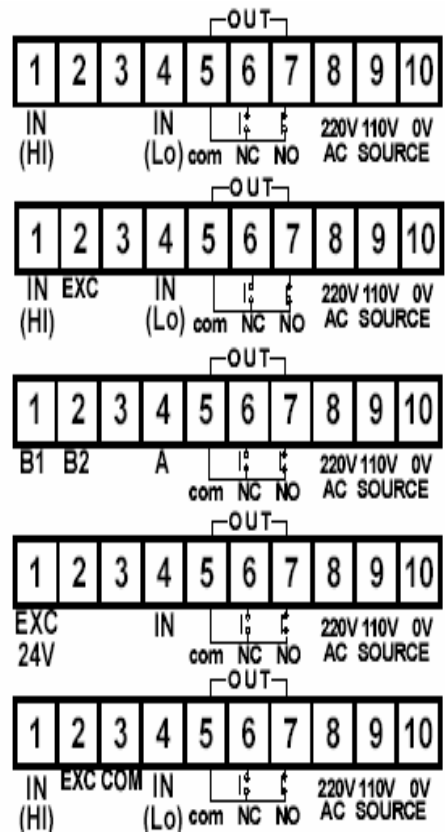 OUT
1 2 3 4 5 6 7 8 9 10
IN IN 220V 110V 0V
(HI) (Lo) com NC NO AC SOURCE
OUT
1 2 3 4 5 6 7 8 9 10
IN EXC IN 220V 110V 0V
(HI) (Lo) com NC NO AC SOURCE
OUT
1 2 3 4 5 6 7 8 9 10
B1 B2 A 220V 110V 0V
com NC NO AC SOURCE
OUT
1 2 3 4 5 6 7 8 9 10
EXC IN 220V 110V 0V
24V com NC NO AC SOURCE
OUT
1 2 3 4 5 6 7 8 9 10
IN EXC COM IN 220V 110V 0V
(HI) (Lo) com NC NO AC SOURCE